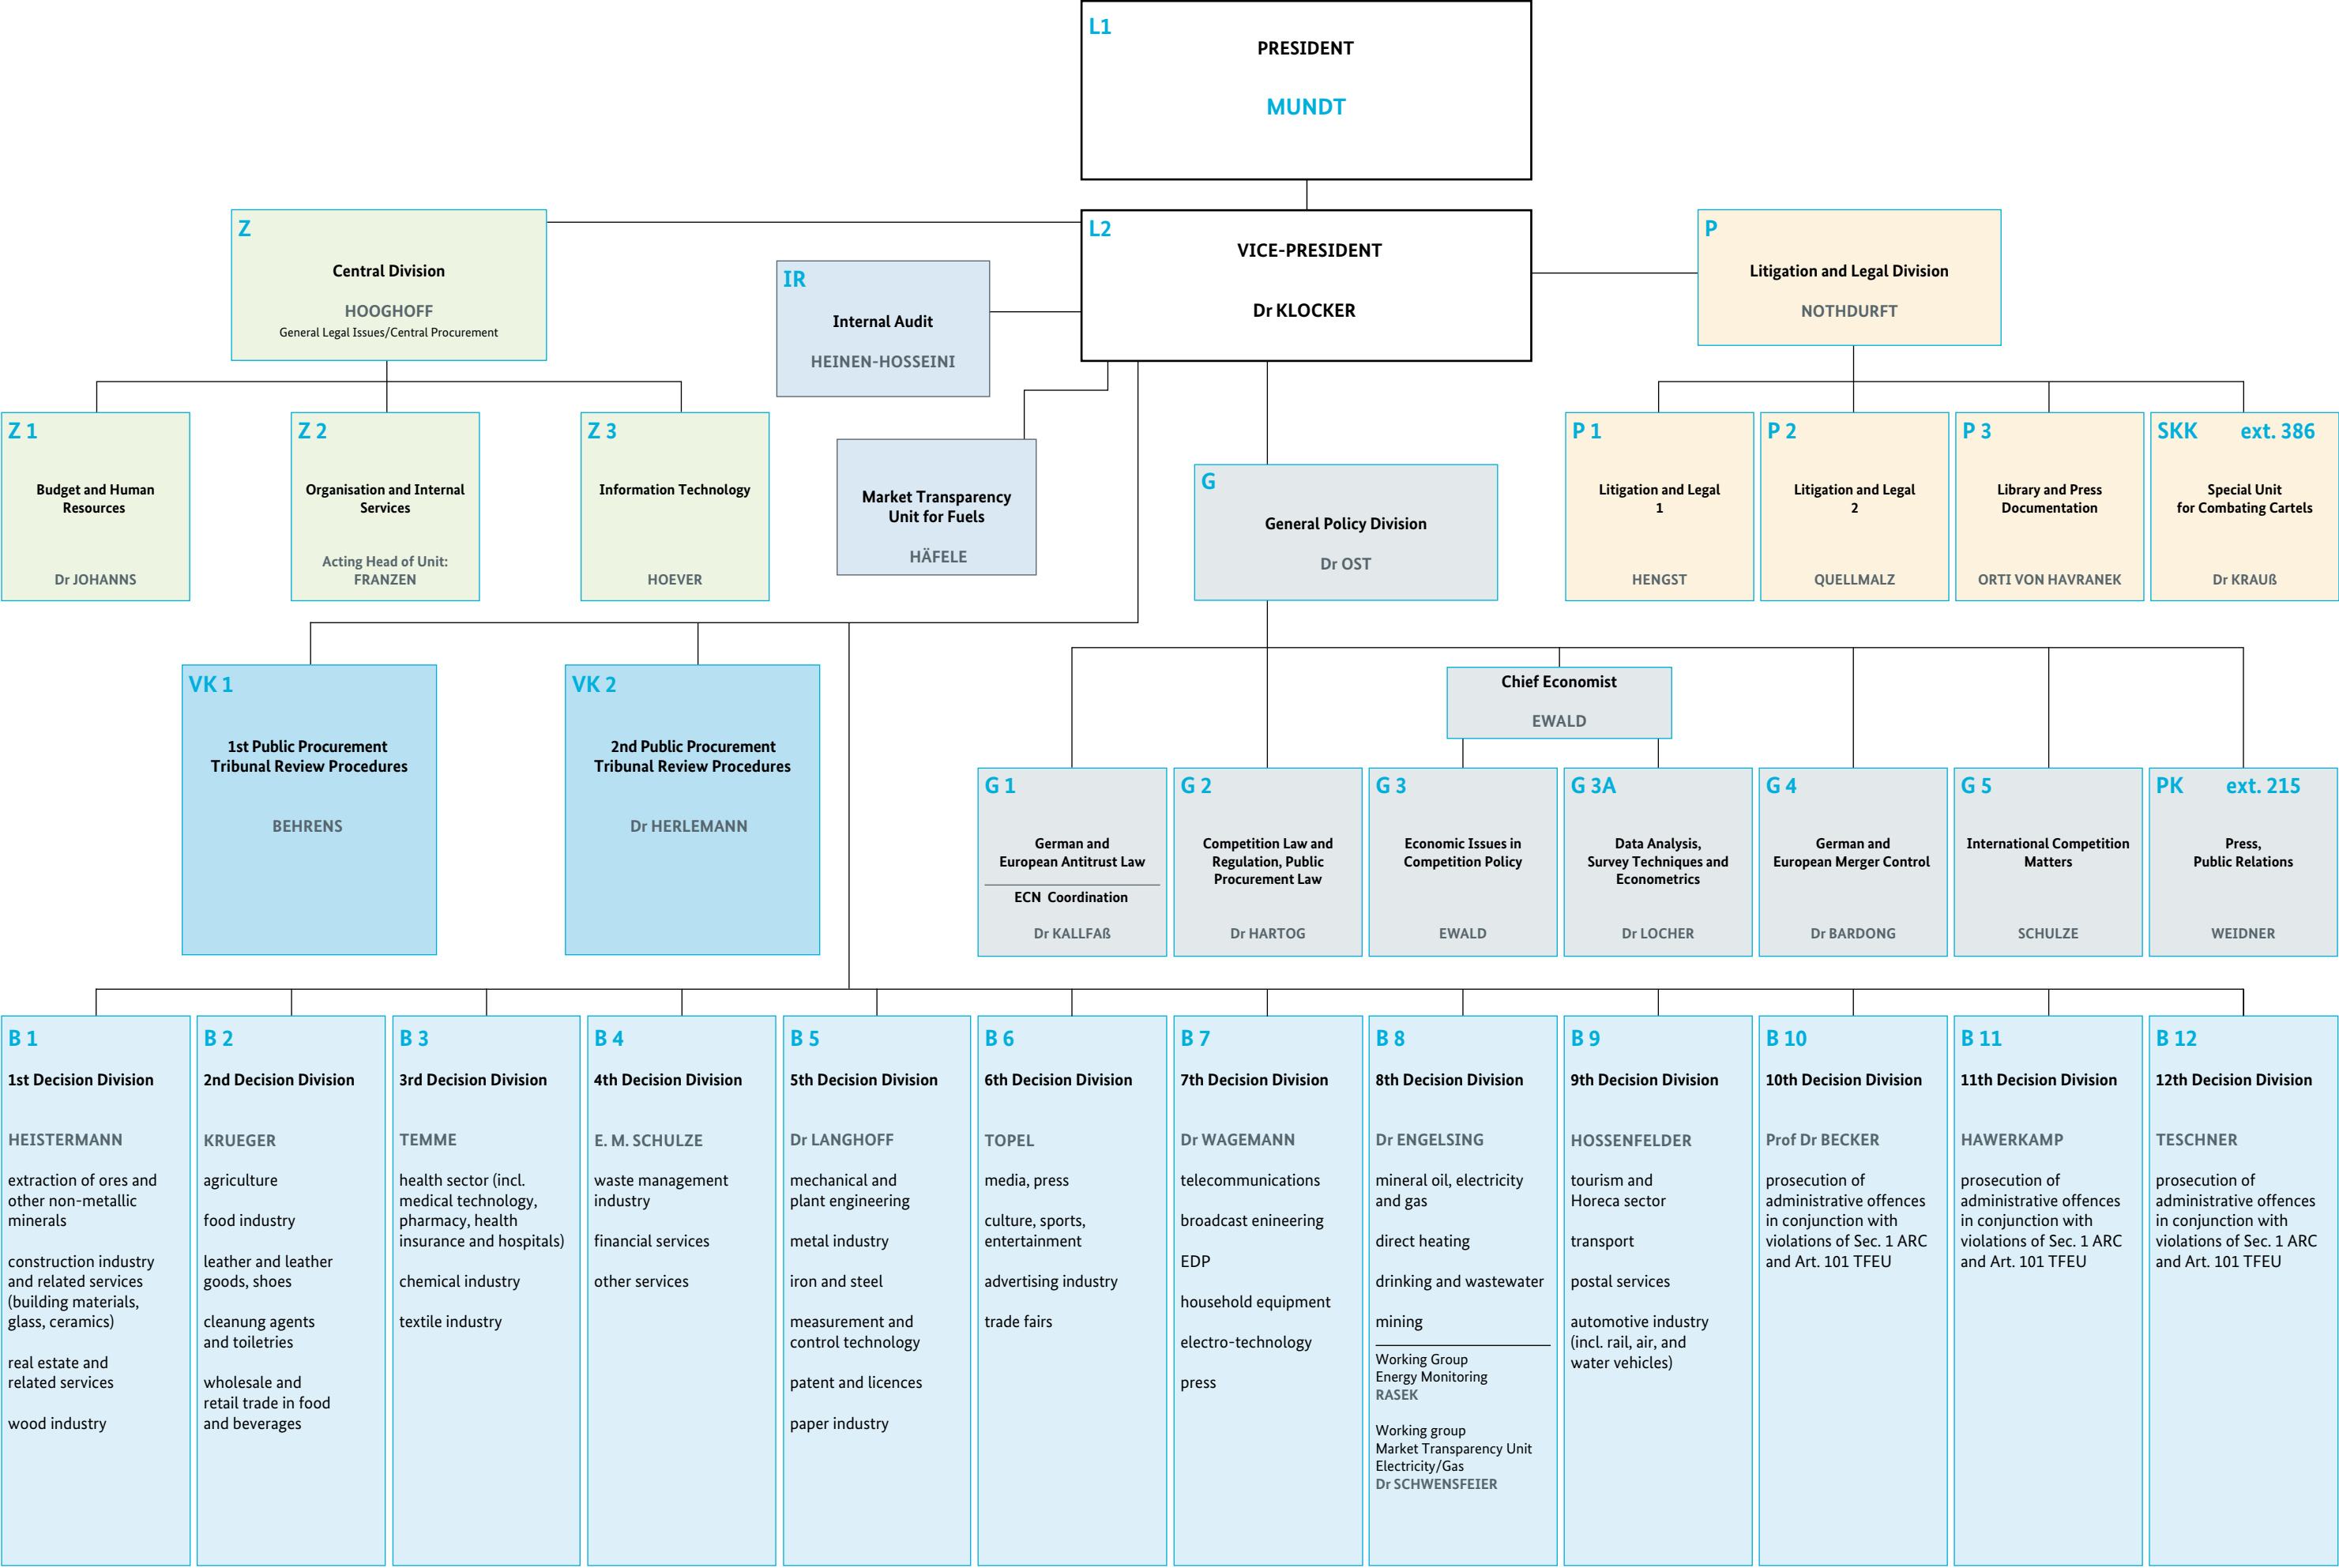 L1
PRESIDENT
MUNDT
L2
VICE-PRESIDENT
Dr KLOCKER
Z
Central Division
HOOGHOFF
General Legal Issues/Central Procurement
IR
Internal Audit
HEINEN-HOSSEINI
P
Litigation and Legal Division
NOTHDURFT
Z 1
Budget and Human
Resources
Dr JOHANNS
Z 2
Organisation and Internal
Services
Acting Head of Unit:
FRANZEN
Z 3
Information Technology
HOEVER
Market Transparency
Unit for Fuels
HÄFELE
G
General Policy Division
Dr OST
P 1
Litigation and Legal
1
HENGST
P 2
Litigation and Legal
2
QUELLMALZ
P 3
Library and Press
Documentation
ORTI VON HAVRANEK
SKK ext. 386
Special Unit
for Combating Cartels
Dr KRAUß
VK 1
1st Public Procurement
Tribunal Review Procedures
BEHRENS
VK 2
2nd Public Procurement
Tribunal Review Procedures
Dr HERLEMANN
Chief Economist
EWALD
G 1
German and
European Antitrust Law
ECN Coordination
Dr KALLFAß
G 2
Competition Law and
Regulation, Public
Procurement Law
Dr HARTOG
G 3
Economic Issues in
Competition Policy
EWALD
G 3A
Data Analysis,
Survey Techniques and
Econometrics
Dr LOCHER
G 4
German and
European Merger Control
Dr BARDONG
G 5
International Competition
Matters
SCHULZE
PK ext. 215
Press,
Public Relations
WEIDNER
B 1
1st Decision Division
HEISTERMANN
extraction of ores and
other non-metallic
minerals
construction industry
and related services
(building materials,
glass, ceramics)
real estate and
related services
wood industry
B 2
2nd Decision Division
KRUEGER
agriculture
food industry
leather and leather
goods, shoes
cleanung agents
and toiletries
wholesale and
retail trade in food
and beverages
B 3
3rd Decision Division
TEMME
health sector (incl.
medical technology,
pharmacy, health
insurance and hospitals)
chemical industry
textile industry
B 4
4th Decision Division
E. M. SCHULZE
waste management
industry
financial services
other services
B 5
5th Decision Division
Dr LANGHOFF
mechanical and
plant engineering
metal industry
iron and steel
measurement and
control technology
patent and licences
paper industry
B 6
6th Decision Division
TOPEL
media, press
culture, sports,
entertainment
advertising industry
trade fairs
B 7
7th Decision Division
Dr WAGEMANN
telecommunications
broadcast enineering
EDP
household equipment
electro-technology
press
B 8
8th Decision Division
Dr ENGELSING
mineral oil, electricity
and gas
direct heating
drinking and wastewater
mining
Working Group
Energy Monitoring
RASEK
Working group
Market Transparency Unit
Electricity/Gas
Dr SCHWENSFEIER
B 9
9th Decision Division
HOSSENFELDER
tourism and
Horeca sector
transport
postal services
automotive industry
(incl. rail, air, and
water vehicles)
B 10
10th Decision Division
Prof Dr BECKER
prosecution of
administrative offences
in conjunction with
violations of Sec. 1 ARC
and Art. 101 TFEU
B 11
11th Decision Division
HAWERKAMP
prosecution of
administrative offences
in conjunction with
violations of Sec. 1 ARC
and Art. 101 TFEU
B 12
12th Decision Division
TESCHNER
prosecution of
administrative offences
in conjunction with
violations of Sec. 1 ARC
and Art. 101 TFEU